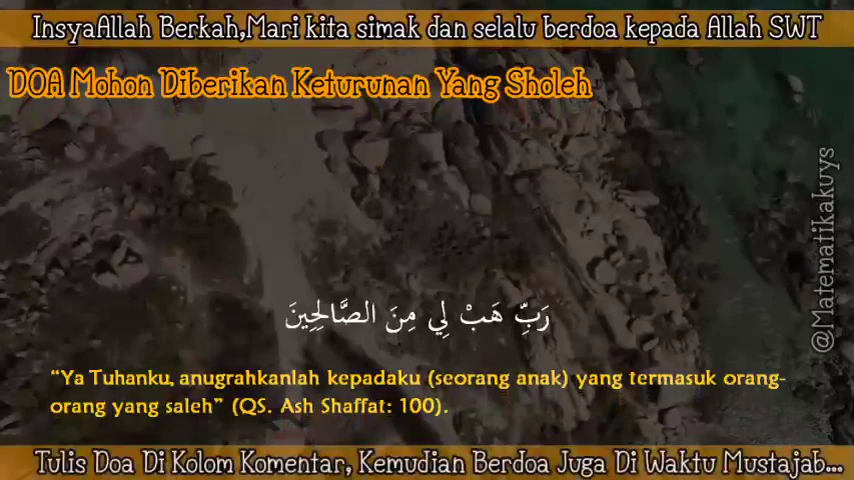 InsyaAllah Berkah,Mari kita simak dan selalu berdoa kepada Allah SWT
DOA Mohon Diberikan Keturunan Yang Sholeh
@Matematikakuys
رَبِّ هَبْ لِي مِنَ الصَّالِحِينَ
“Ya Tuhanku, anugrahkanlah kepadaku (seorang anak) yang termasuk orang-
orang yang saleh” (QS. Ash Shaffat: 100).
Tulis Doa Di Kolom Komentar, Kemudian Berdoa Juga Di Waktu Mustajab...